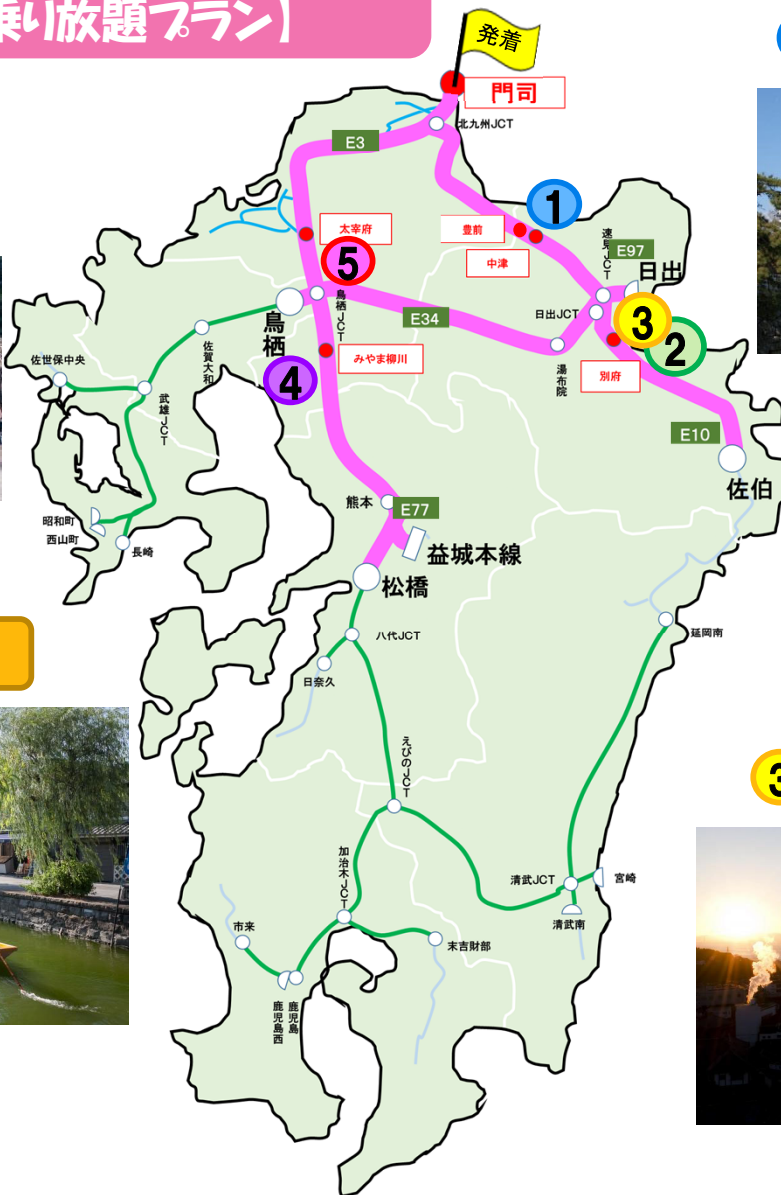 乗り放題プラン】
発着
門司
北九州JCT
E3
1
太宰府
豊前
中津
速見JCT
E97
日出
5
鳥栖JCT
鳥栖
E34
日出JCT
3
2
佐世保中央
佐賀大和
みやま柳川
湯布院
別府
4
武雄JCT
E10
佐伯
熊本
E77
昭和町
西山町
長崎
益城本線
松橋
八代JCT
延岡南
日奈久
えびのJCT
3
加治木JCT
清武JCT
宮崎
市来
末吉財部
清武南
鹿児島西
鹿児島